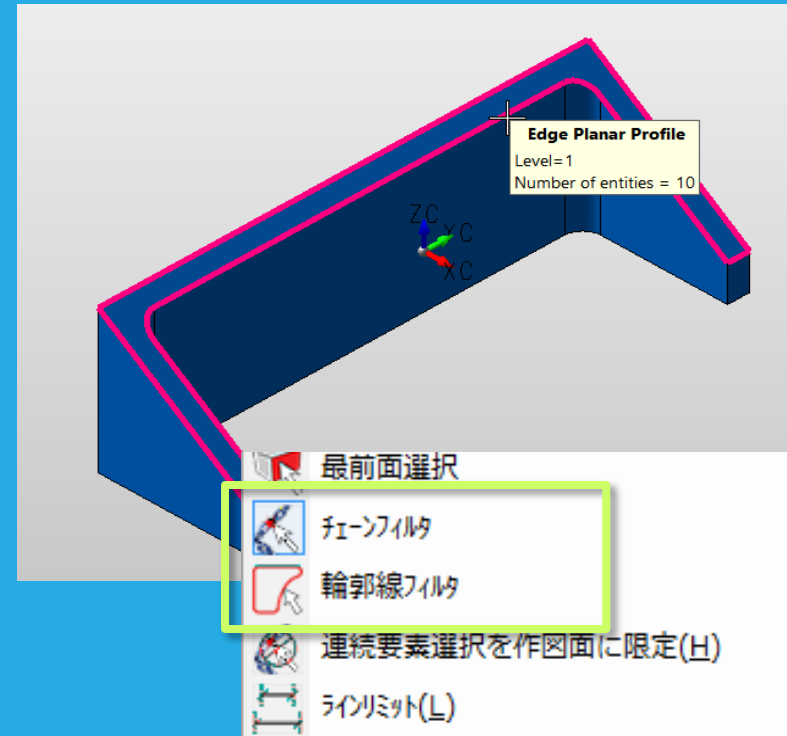 Edge Planar Profile
Level=1
Number of entities = 10
ZC
YC
XC
最前面選択
ﾁｪｰﾝﾌｨﾙﾀ
輪郭線ﾌｨﾙﾀ
連続要素選択を作図面に限定(H)
ﾗｲﾝﾘﾐｯﾄ(L)